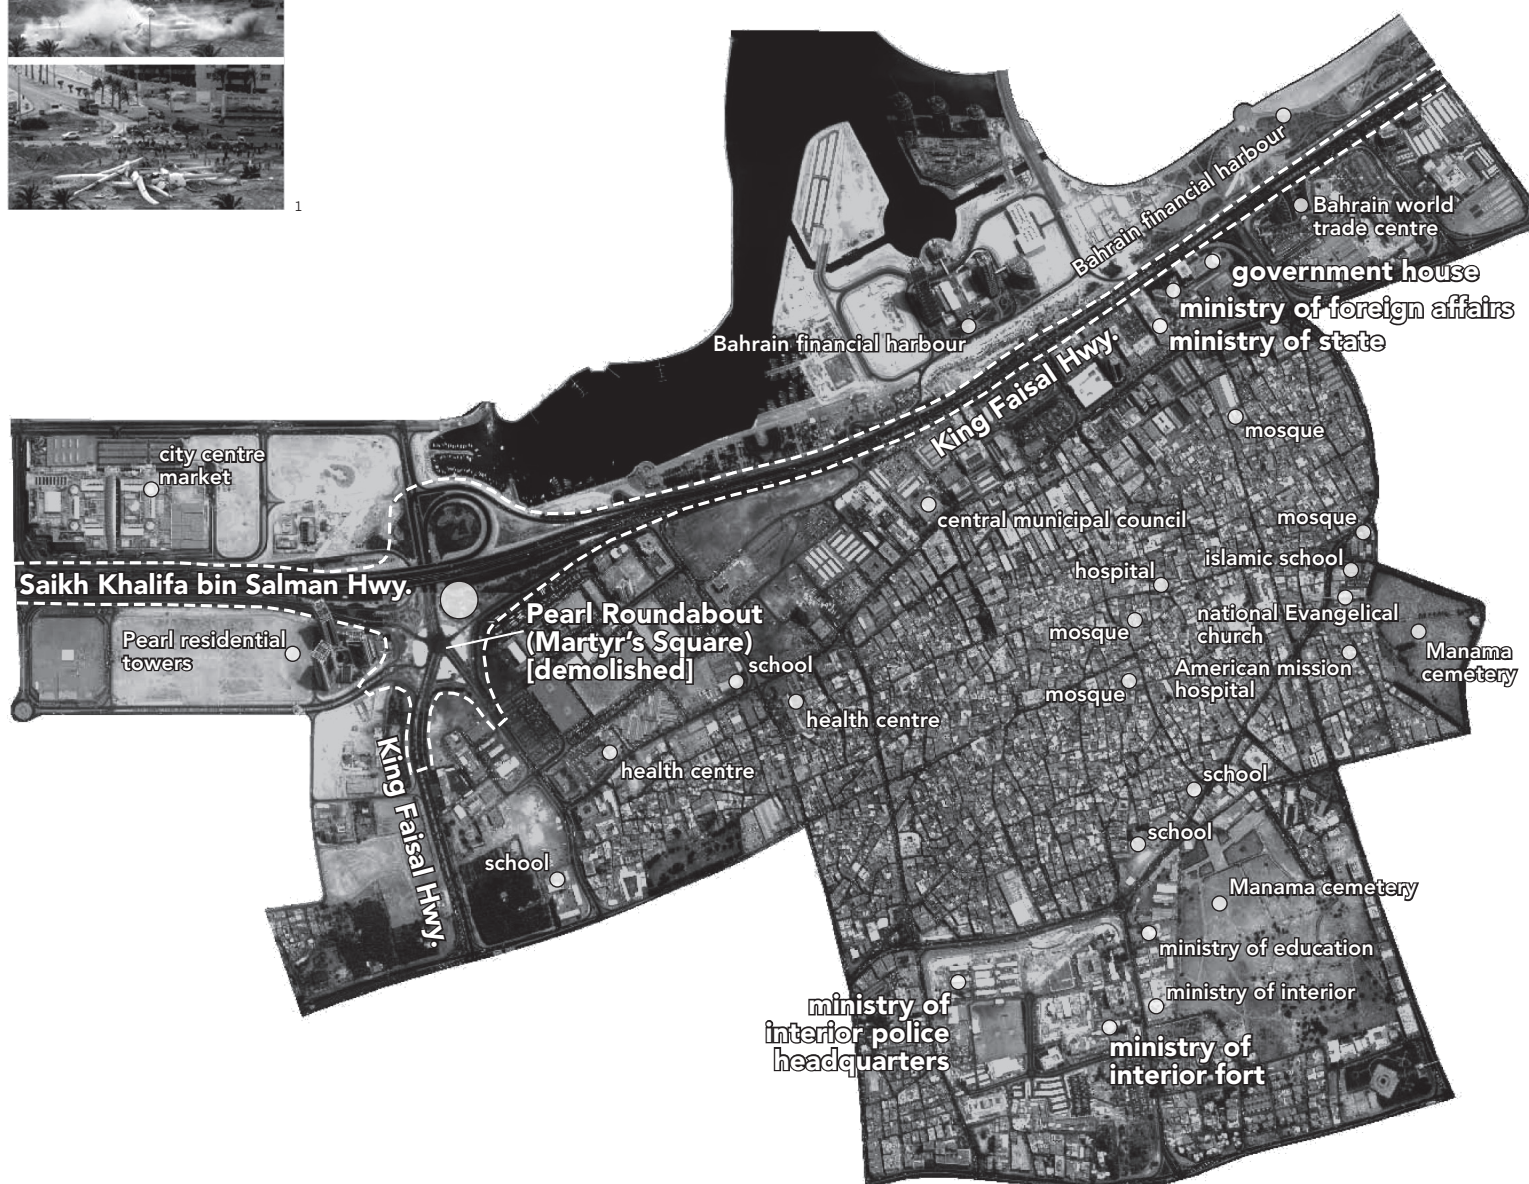 1
Bahrain financial harbour
Bahrain world
trade centre
government house
ministry of foreign affairs
ministry of state
Bahrain financial harbour
King Faisal Hwy.
mosque
city centre
market
central municipal council
mosque
islamic school
hospital
Saikh Khalifa bin Salman Hwy.
national Evangelical
church
Pearl Roundabout
(Martyr's Square)
[demolished]
mosque
Pearl residential
towers
Manama
cemetery
school
American mission
hospital
mosque
health centre
health centre
King Faisal Hwy.
school
school
school
Manama cemetery
ministry of education
ministry of interior
ministry of
interior police
headquarters
ministry of
interior fort